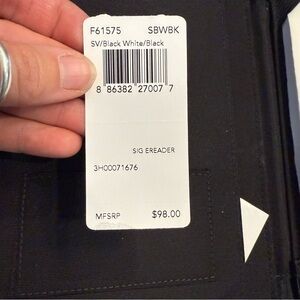 F61575 SBWBK
SV/Black White/Black
8 86382 27007 7
SIG EREADER
3H00071676
MFSRP $98.00